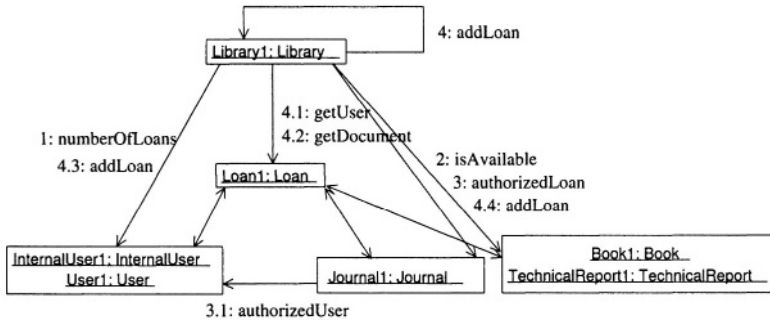 4: addLoan
Library1: Library
4.1: getUser
4.2: getDocument
1: numberOfLoans
4.3: addLoan
2: isAvailable
3: authorizedLoan
4.4: addLoan
Loan1: Loan
InternalUser1: InternalUser
User1: User
Journal1: Journal
Book1: Book
TechnicalReport1: TechnicalReport
3.1: authorizedUser